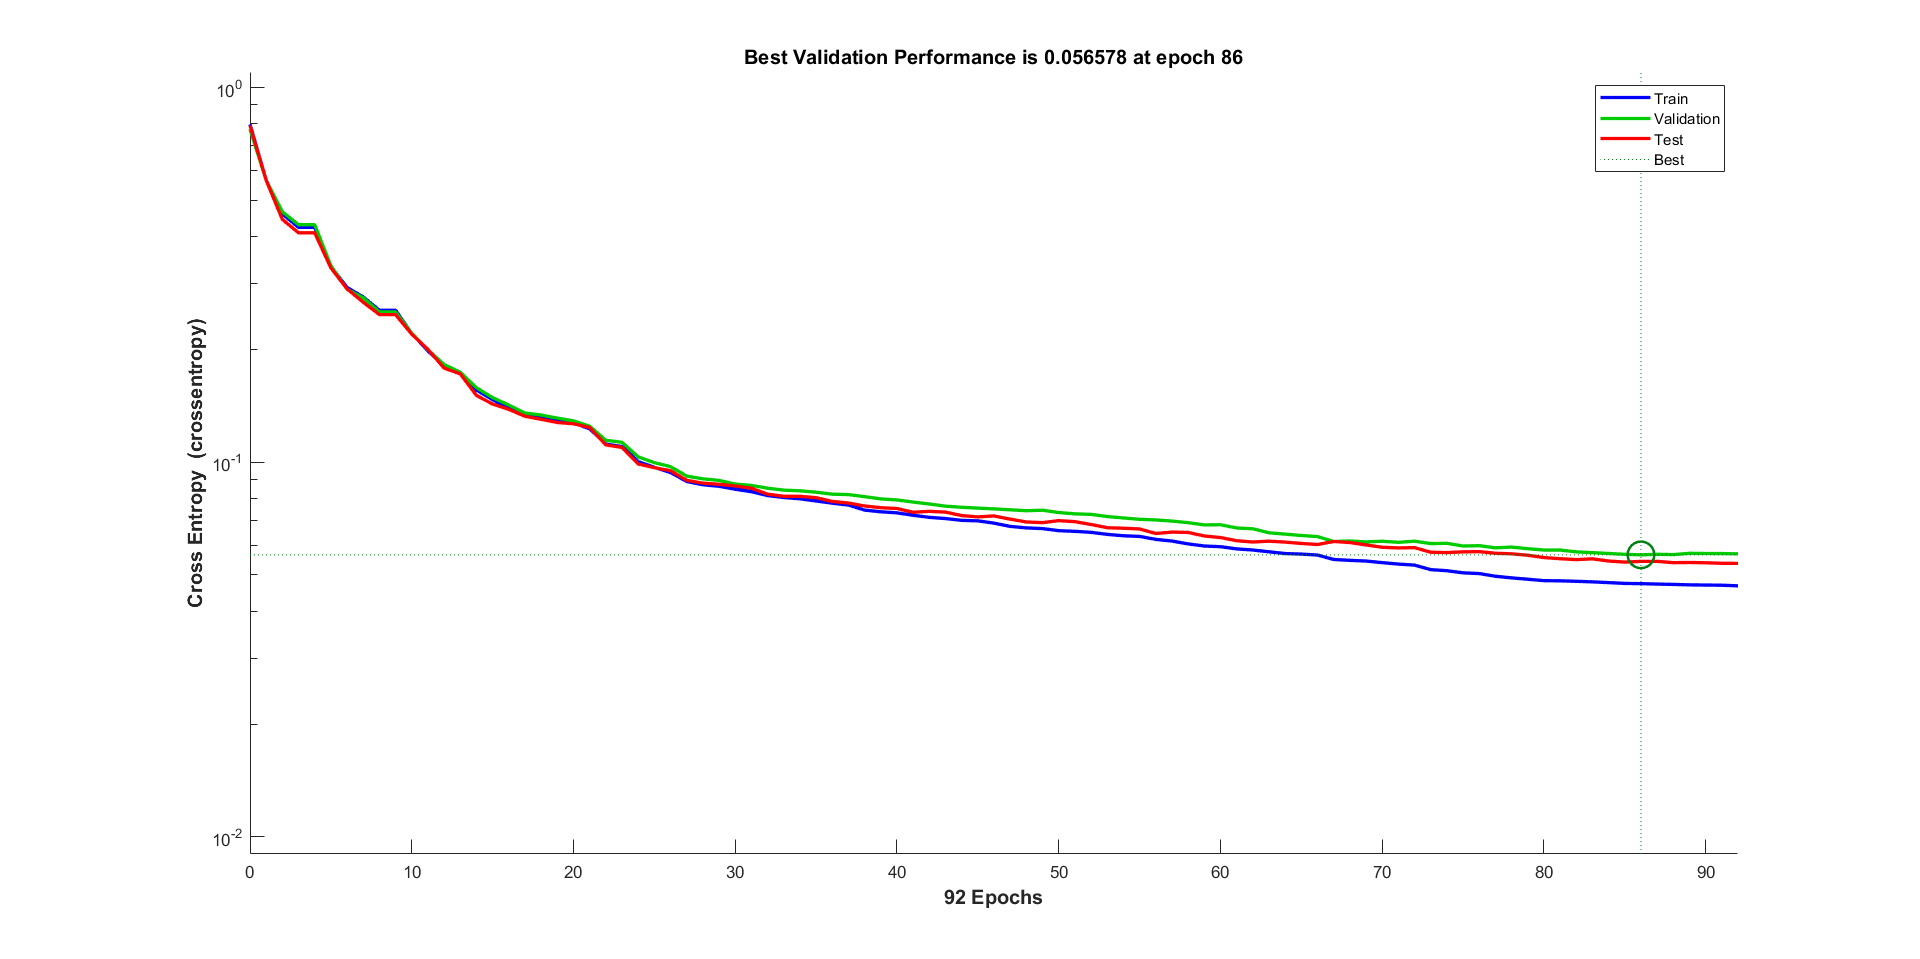 Best Validation Performance is 0.056578 at epoch 86
Train
Validation
Test
Best
Cross Entropy (crossentropy)
10^0
10^-1
10^-2
0 10 20 30 40 50 60 70 80 90
92 Epochs